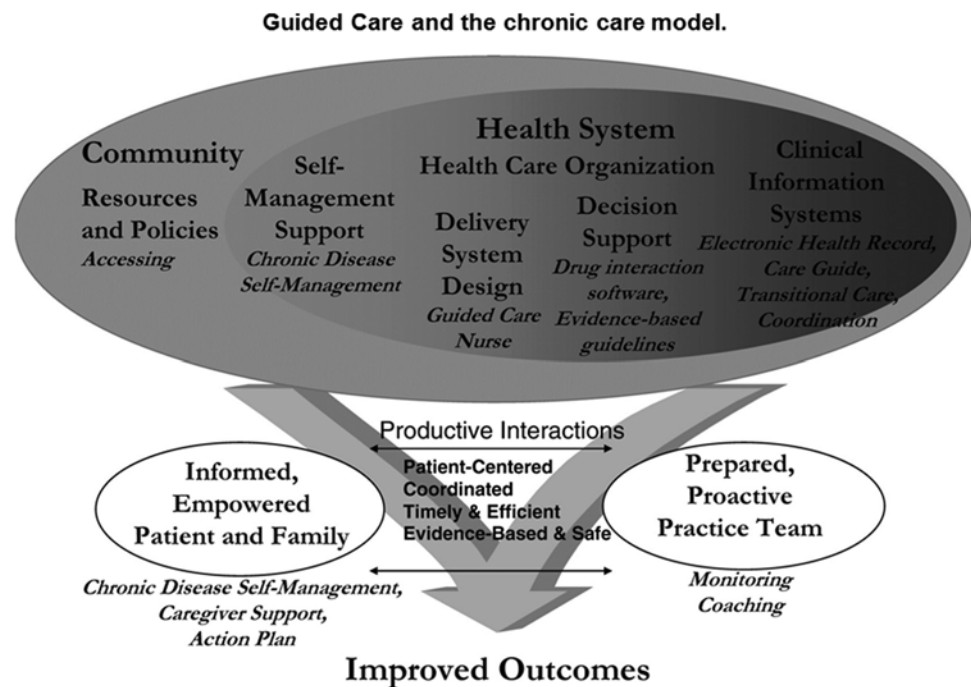 Guided Care and the chronic care model.
Community
Resources
and Policies
Accessing
Self-
Management
Support
Chronic Disease
Self-Management
Health System
Health Care Organization
Delivery
System
Design
Guided Care
Nurse
Decision
Support
Drug interaction
software,
Evidence-based
guidelines
Clinical
Information
Systems
Electronic Health Record,
Care Guide,
Transitional Care,
Coordination
Informed,
Empowered
Patient and Family
Chronic Disease Self-Management,
Caregiver Support,
Action Plan
Productive Interactions
Patient-Centered
Coordinated
Timely & Efficient
Evidence-Based & Safe
Prepared,
Proactive
Practice Team
Monitoring
Coaching
Improved Outcomes